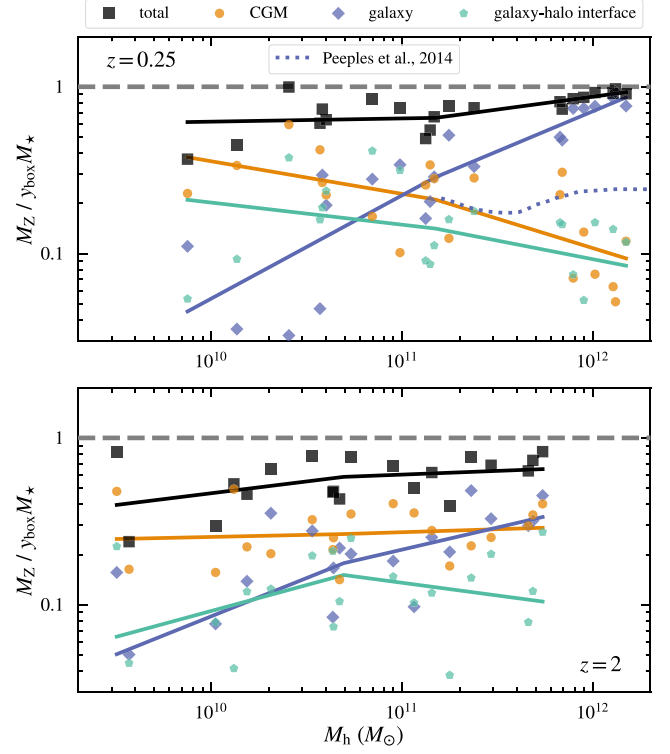 total CGM galaxy galaxy-halo interface
z = 0.25
Peeples et al., 2014
1
0.1
M_Z / y_box M_⋆
10^10 10^11 10^12
1
0.1
M_Z / y_box M_⋆
z = 2
10^10 10^11 10^12
M_h (M_⊙)